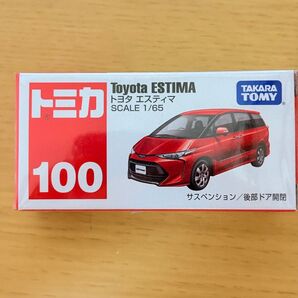 トミカ
100
Toyota ESTIMA
トヨタ エスティマ
SCALE 1/65
TAKARA
TOMY
サスペンション／後部ドア開閉